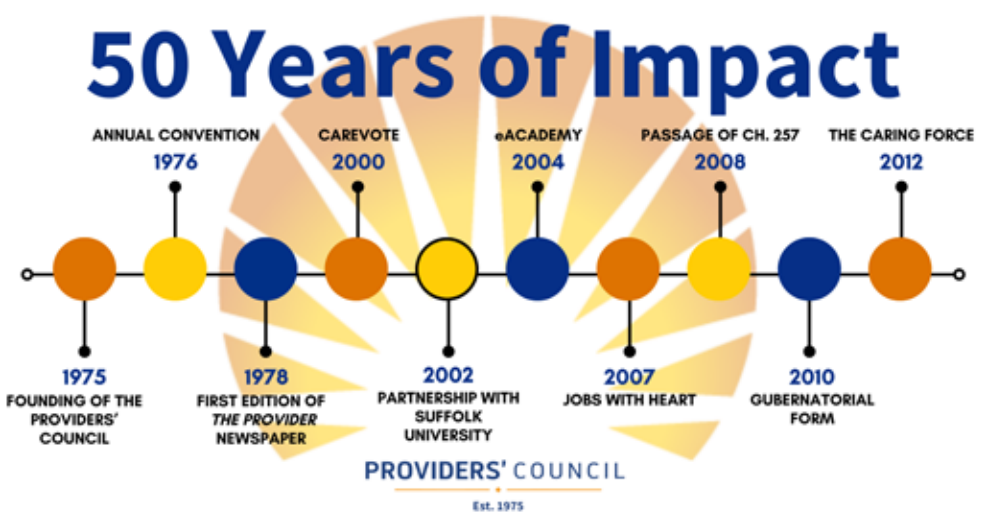 50 Years of Impact
ANNUAL CONVENTION
1976
CAREVOTE
2000
eACADEMY
2004
PASSAGE OF CH. 257
2008
THE CARING FORCE
2012
1975
FOUNDING OF THE
PROVIDERS'
COUNCIL
1978
FIRST EDITION OF
THE PROVIDER
NEWSPAPER
2002
PARTNERSHIP WITH
SUFFOLK
UNIVERSITY
2007
JOBS WITH HEART
2010
GUBERNATORIAL
FORM
PROVIDERS' COUNCIL
Est. 1975